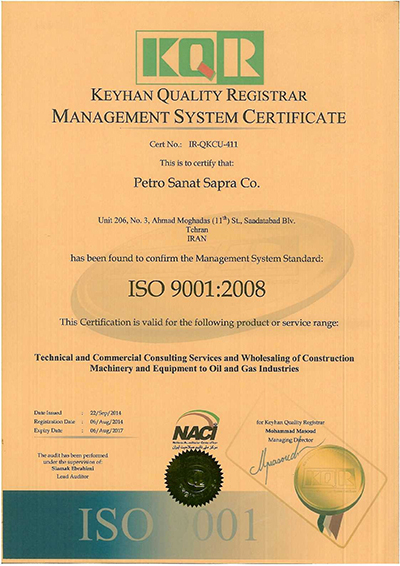 KQR
KEYHAN QUALITY REGISTRAR
MANAGEMENT SYSTEM CERTIFICATE
Cert No.: IR-QKCU-411
This is to certify that:
Petro Sanat Sapra Co.
Unit 206, No. 3, Ahmad Moghadas (11th) St., Saadatabad Blv.
Tehran
IRAN
has been found to confirm the Management System Standard:
ISO 9001:2008
This Certification is valid for the following product or service range:
Technical and Commercial Consulting Services and Wholesaling of Construction
Machinery and Equipment to Oil and Gas Industries
Date Issued : 22/Sep/2014
Registration Date : 06/Aug/2014
Expiry Date : 06/Aug/2017
The audit has been performed
under the supervision of:
Siamak Ebrahimi
Lead Auditor
NACI
for Keyhan Quality Registrar
Mohammad Masoud
Managing Director
KQR
ISO 9001